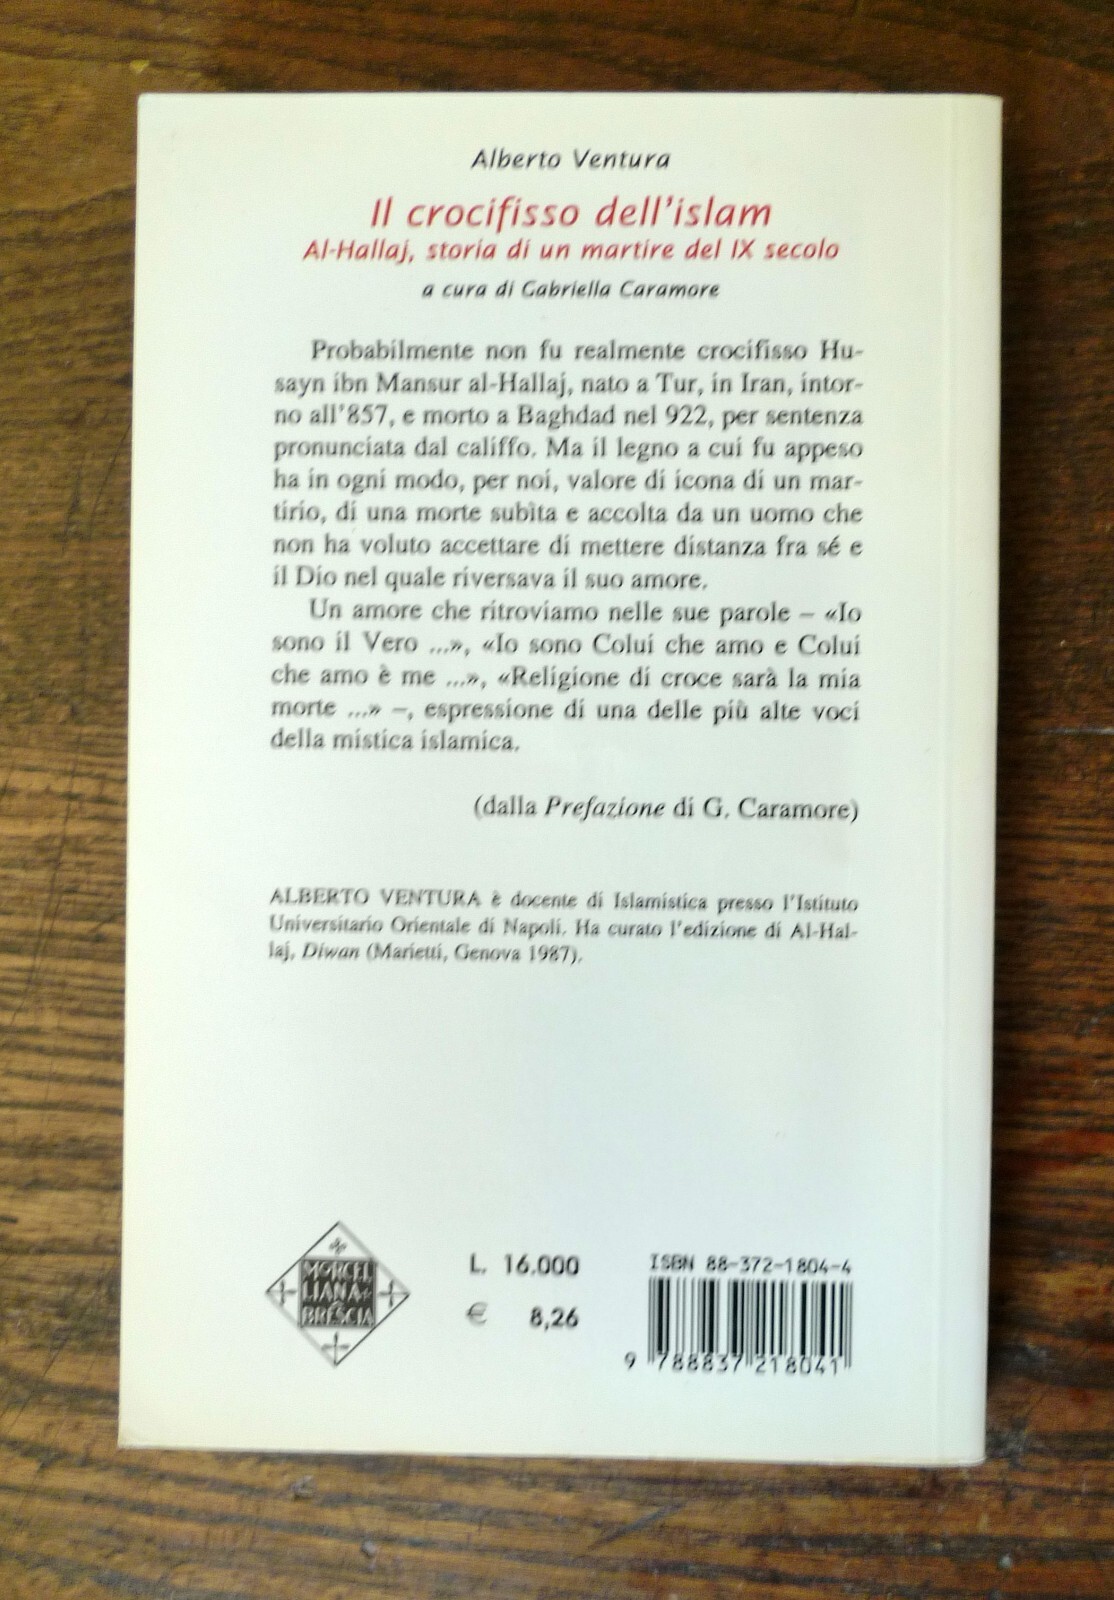 Alberto Ventura
Il crocifisso dell'islam
Al-Hallaj, storia di un martire del IX secolo
a cura di Gabriella Caramore
Probabilmente non fu realmente crocifisso Hu-
sayn ibn Mansur al-Hallaj, nato a Tur, in Iran, intor-
no all'857, e morto a Baghdad nel 922, per sentenza
pronunciata dal califfo. Ma il legno a cui fu appeso
ha in ogni modo, per noi, valore di icona di un mar-
tirio, di una morte subìta e accolta da un uomo che
non ha voluto accettare di mettere distanza fra sé e
il Dio nel quale riversava il suo amore.
Un amore che ritroviamo nelle sue parole – «Io
sono il Vero ...», «Io sono Colui che amo e Colui
che amo è me ...», «Religione di croce sarà la mia
morte ...» –, espressione di una delle più alte voci
della mistica islamica.
(dalla Prefazione di G. Caramore)
ALBERTO VENTURA è docente di Islamistica presso l'Istituto
Universitario Orientale di Napoli. Ha curato l'edizione di Al-Hal-
laj, Diwan (Marietti, Genova 1987).
MORCEL
LIANA
BRESCIA
L. 16.000
€ 8,26
ISBN 88-372-1804-4
9 788837 218041